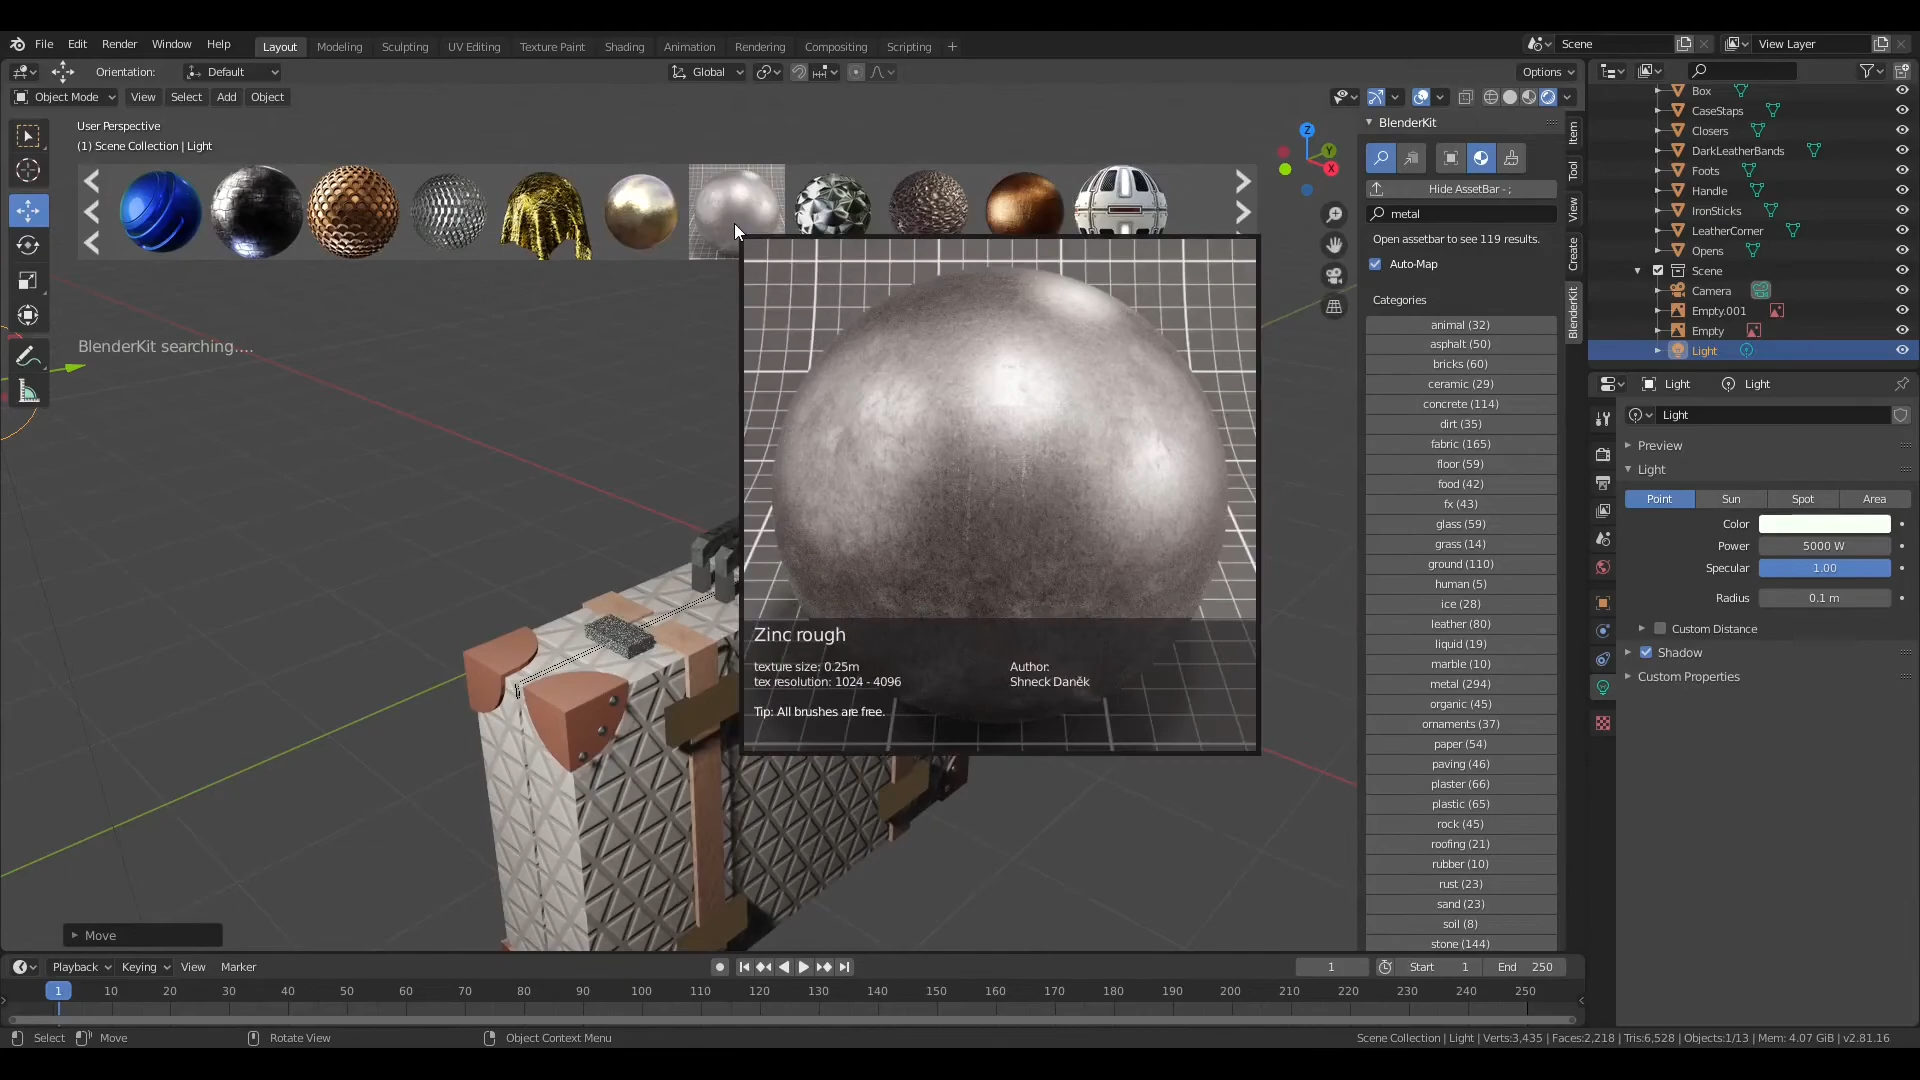 File Edit Render Window Help Layout Modeling Sculpting UV Editing Texture Paint Shading Animation Rendering Compositing Scripting + Scene View Layer
Orientation: Default Global Options
Object Mode View Select Add Object
User Perspective
(1) Scene Collection | Light
BlenderKit searching....
Zinc rough
texture size: 0.25m
tex resolution: 1024 - 4096
Author:
Shneck Daněk
Tip: All brushes are free.
Move
X
Y
Z
BlenderKit
Hide AssetBar - ;
metal
Open assetbar to see 119 results.
Auto-Map
Categories
animal (32)
asphalt (50)
bricks (60)
ceramic (29)
concrete (114)
dirt (35)
fabric (165)
floor (59)
food (42)
fx (43)
glass (59)
grass (14)
ground (110)
human (5)
ice (28)
leather (80)
liquid (19)
marble (10)
metal (294)
organic (45)
ornaments (37)
paper (54)
paving (46)
plaster (66)
plastic (65)
rock (45)
roofing (21)
rubber (10)
rust (23)
sand (23)
soil (8)
stone (144)
Item
Tool
View
Create
BlenderKit
Box
CaseStaps
Closers
DarkLeatherBands
Foots
Handle
IronSticks
LeatherCorner
Opens
Scene
Camera
Empty.001
Empty
Light
Light Light
Light
Preview
Light
Point Sun Spot Area
Color
Power 5000 W
Specular 1.00
Radius 0.1 m
Custom Distance
Shadow
Custom Properties
Playback Keying View Marker 1 Start 1 End 250
1 10 20 30 40 50 60 70 80 90 100 110 120 130 140 150 160 170 180 190 200 210 220 230 240 250
Select Move Rotate View Object Context Menu Scene Collection | Light | Verts:3,435 | Faces:2,218 | Tris:6,528 | Objects:1/13 | Mem: 4.07 GiB | v2.81.16